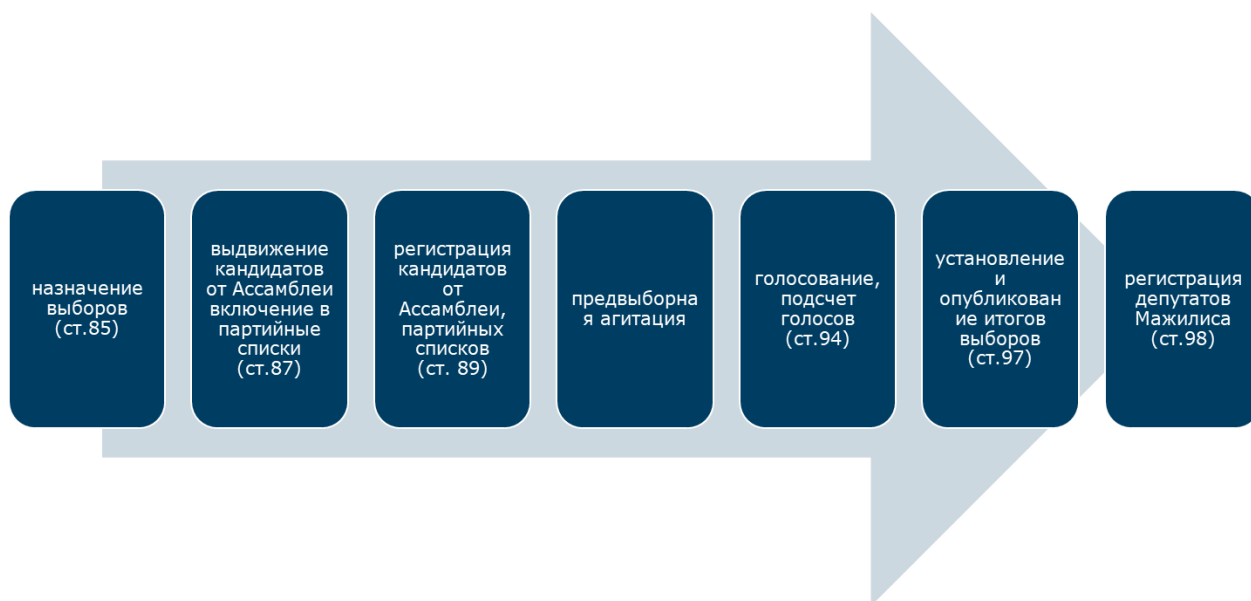 назначение
выборов
(ст.85)
выдвижение
кандидатов
от Ассамблеи
включение в
партийные
списки
(ст.87)
регистрация
кандидатов
от
Ассамблеи,
партийных
списков
(ст. 89)
предвыборна
я агитация
голосование,
подсчет
голосов
(ст.94)
установление
и
опубликован
ие итогов
выборов
(ст.97)
регистрация
депутатов
Мажилиса
(ст.98)